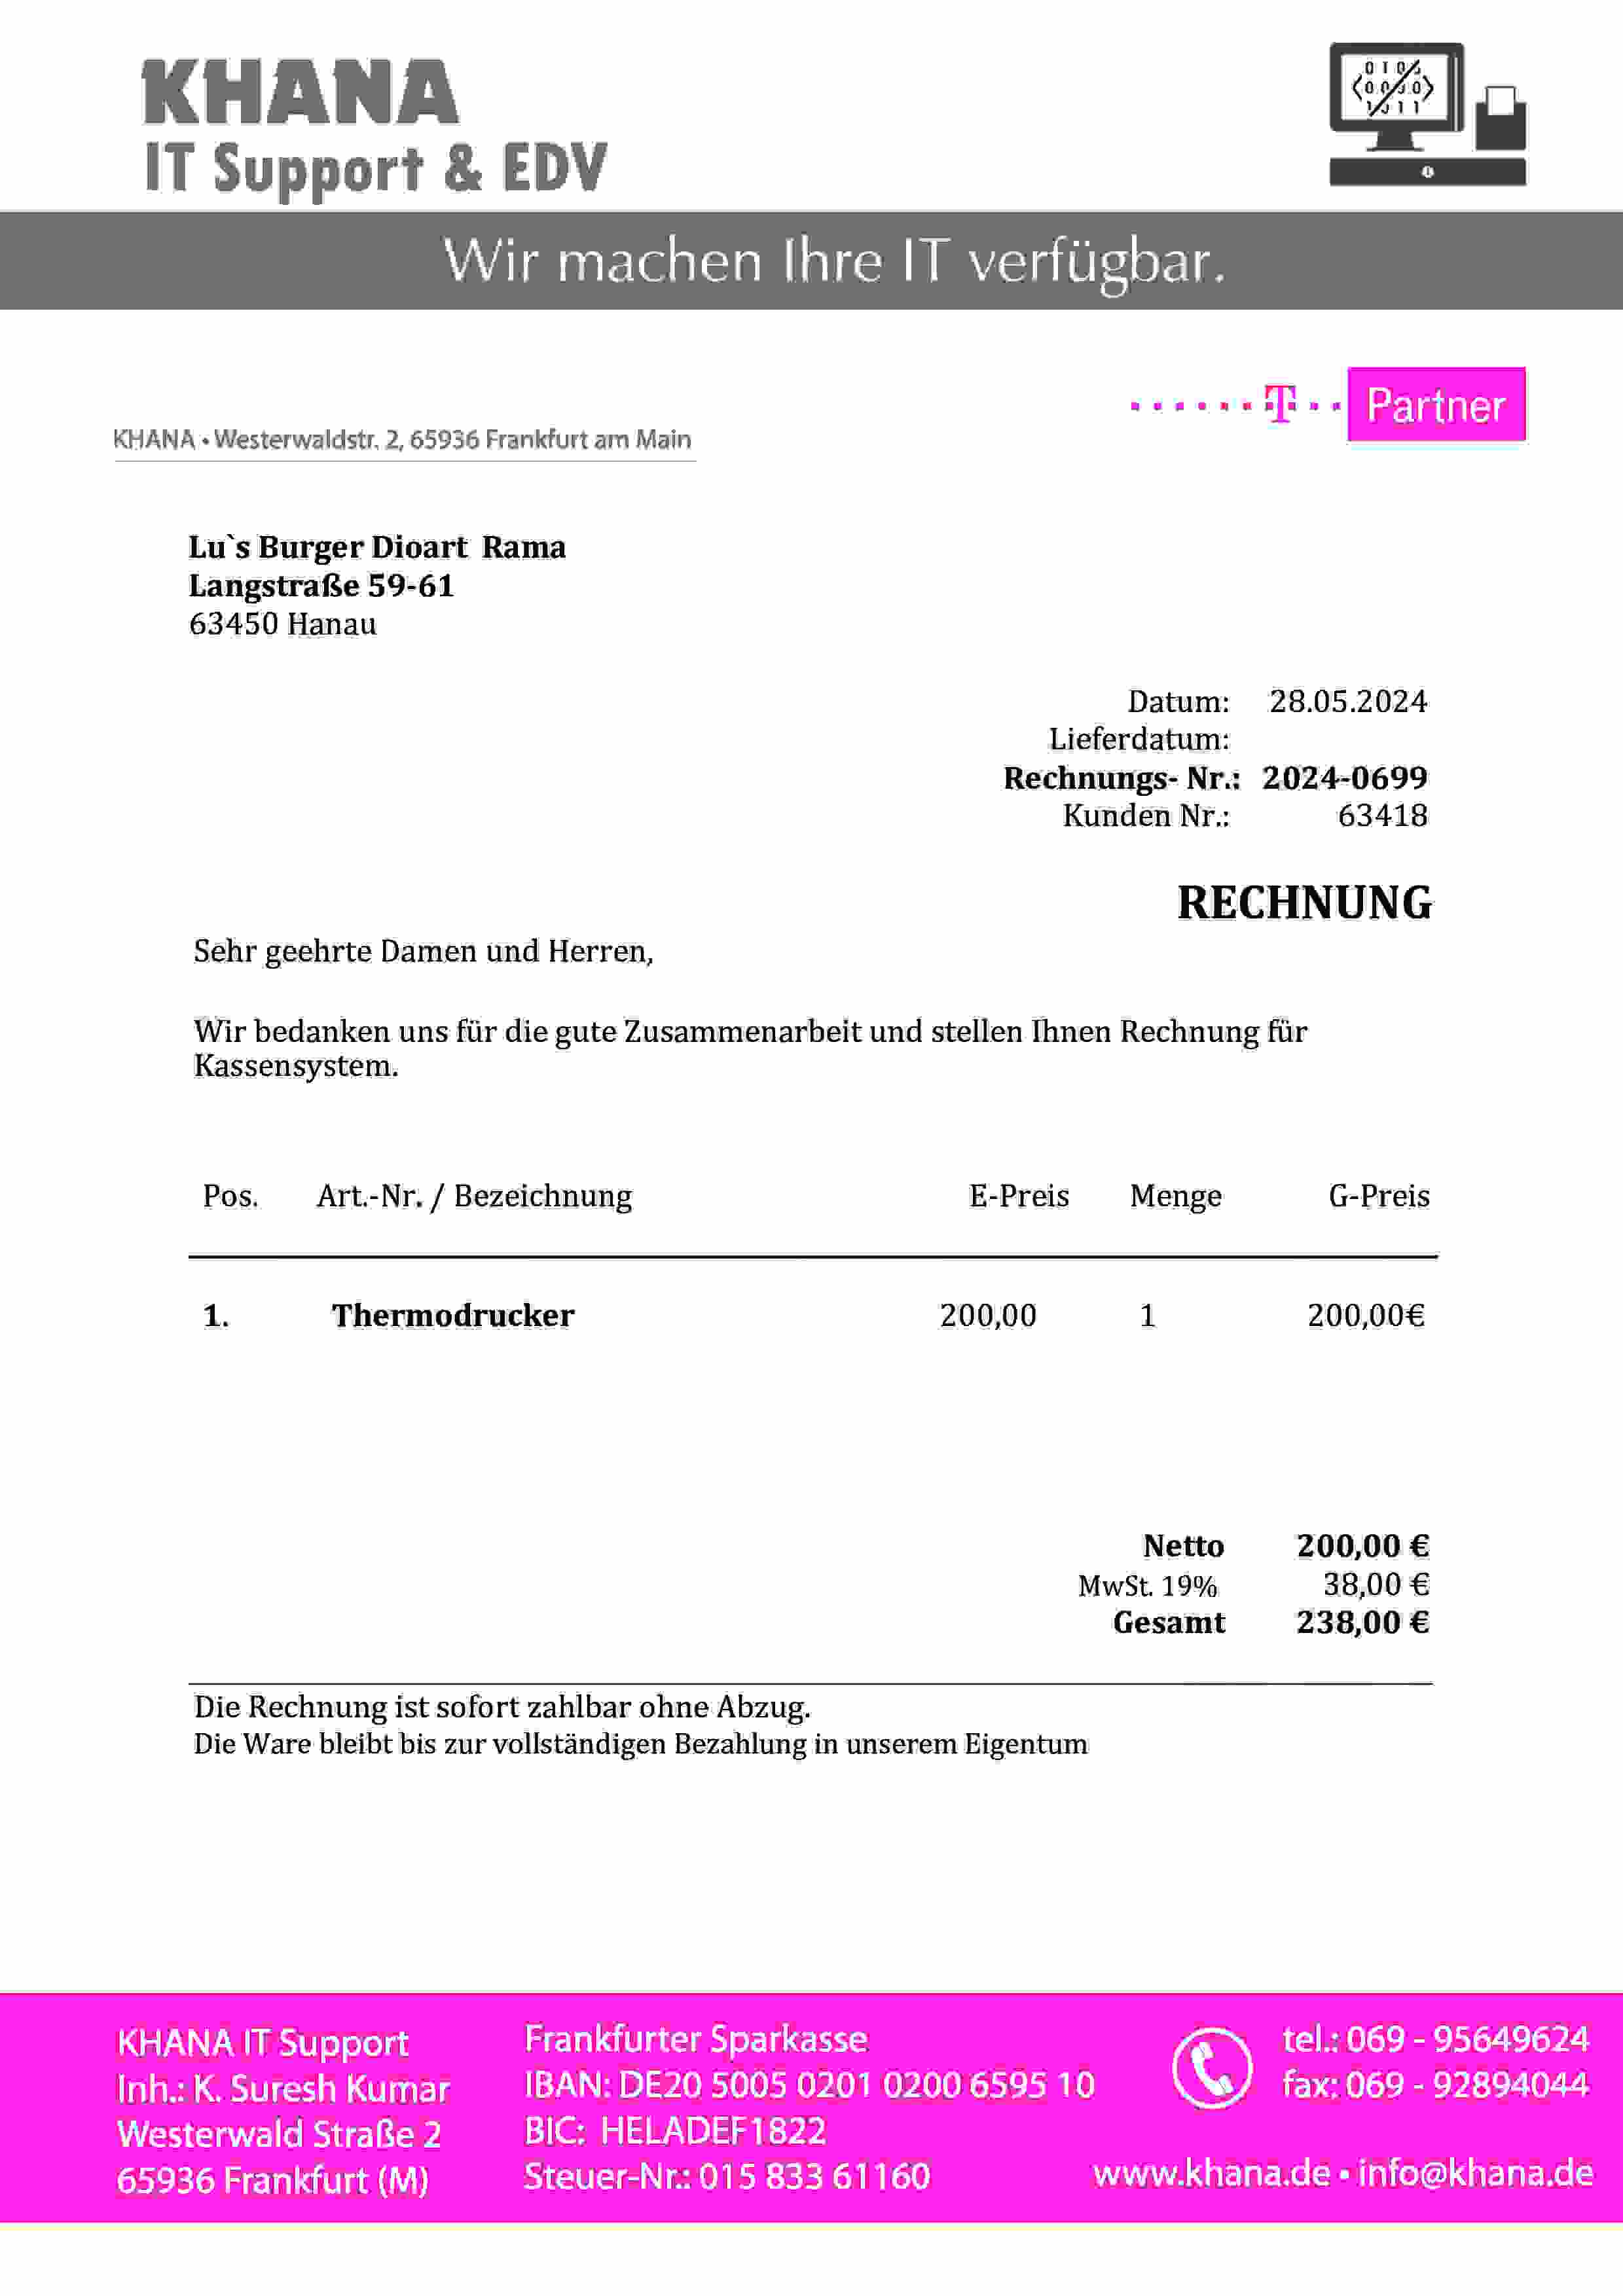 KHANA
IT Support & EDV
Wir machen Ihre IT verfügbar.
T Partner
KHANA • Westerwaldstr. 2, 65936 Frankfurt am Main
Lu`s Burger Dioart Rama
Langstraße 59-61
63450 Hanau
Datum: 28.05.2024
Lieferdatum:
Rechnungs- Nr.: 2024-0699
Kunden Nr.: 63418
RECHNUNG
Sehr geehrte Damen und Herren,
Wir bedanken uns für die gute Zusammenarbeit und stellen Ihnen Rechnung für
Kassensystem.
Pos. Art.-Nr. / Bezeichnung E-Preis Menge G-Preis
1. Thermodrucker 200,00 1 200,00€
Netto 200,00 €
MwSt. 19% 38,00 €
Gesamt 238,00 €
Die Rechnung ist sofort zahlbar ohne Abzug.
Die Ware bleibt bis zur vollständigen Bezahlung in unserem Eigentum
KHANA IT Support
Inh.: K. Suresh Kumar
Westerwald Straße 2
65936 Frankfurt (M)
Frankfurter Sparkasse
IBAN: DE20 5005 0201 0200 6595 10
BIC: HELADEF1822
Steuer-Nr.: 015 833 61160
tel.: 069 - 95649624
fax: 069 - 92894044
www.khana.de • info@khana.de